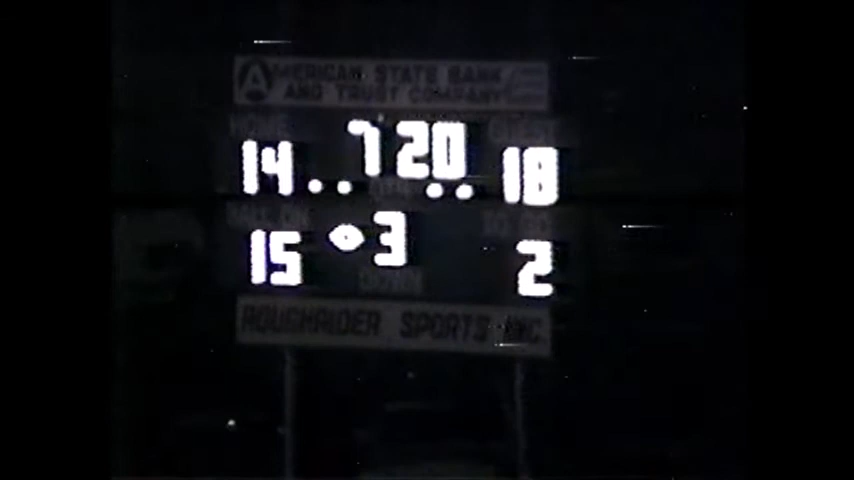 AMERICAN STATE BANK
AND TRUST COMPANY
HOME 7 20 GUEST
14 18
QTR
BALL ON TO GO
15 3 2
DOWN
ROUGHRIDER SPORTS INC.